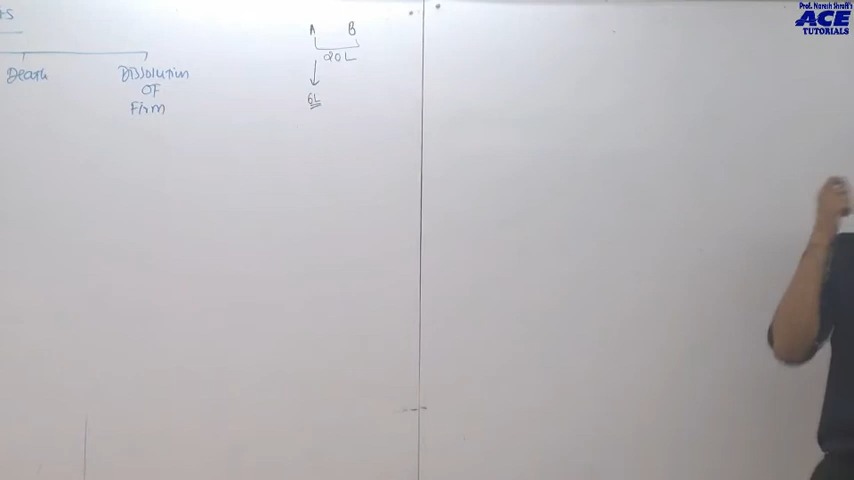 A B
20L
Death Dissolution
OF
Firm
6L
Prof. Naresh Shroff's
ACE
TUTORIALS